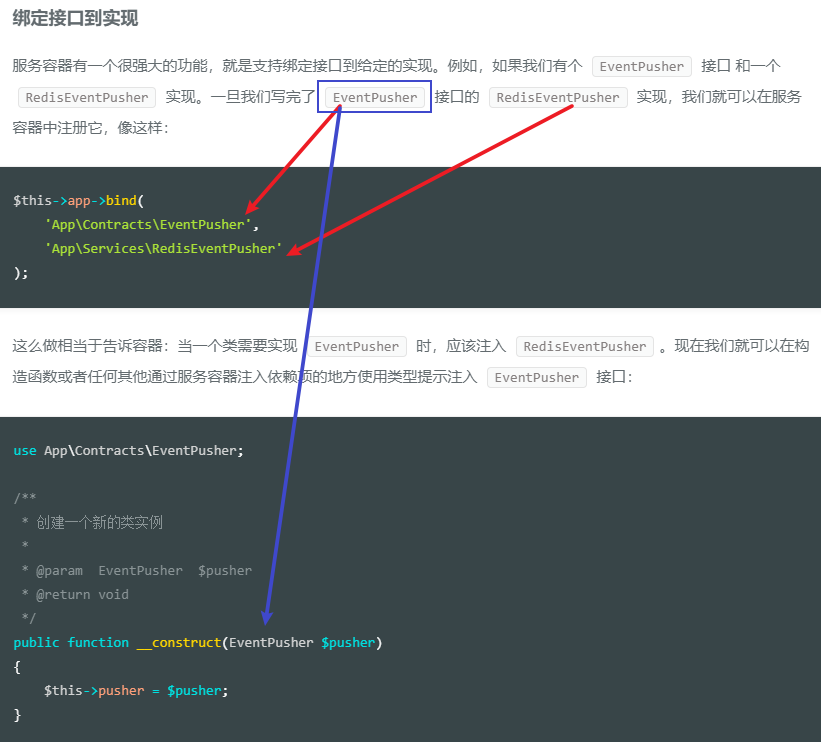 绑定接口到实现
服务容器有一个很强大的功能，就是支持绑定接口到给定的实现。例如，如果我们有个 EventPusher 接口 和一个
RedisEventPusher 实现。一旦我们写完了 EventPusher 接口的 RedisEventPusher 实现，我们就可以在服务
容器中注册它，像这样：
$this->app->bind(
    'App\Contracts\EventPusher',
    'App\Services\RedisEventPusher'
);
这么做相当于告诉容器：当一个类需要实现 EventPusher 时，应该注入 RedisEventPusher 。现在我们就可以在构
造函数或者任何其他通过服务容器注入依赖项的地方使用类型提示注入 EventPusher 接口：
use App\Contracts\EventPusher;
/**
 * 创建一个新的类实例
 *
 * @param  EventPusher  $pusher
 * @return void
 */
public function __construct(EventPusher $pusher)
{
    $this->pusher = $pusher;
}